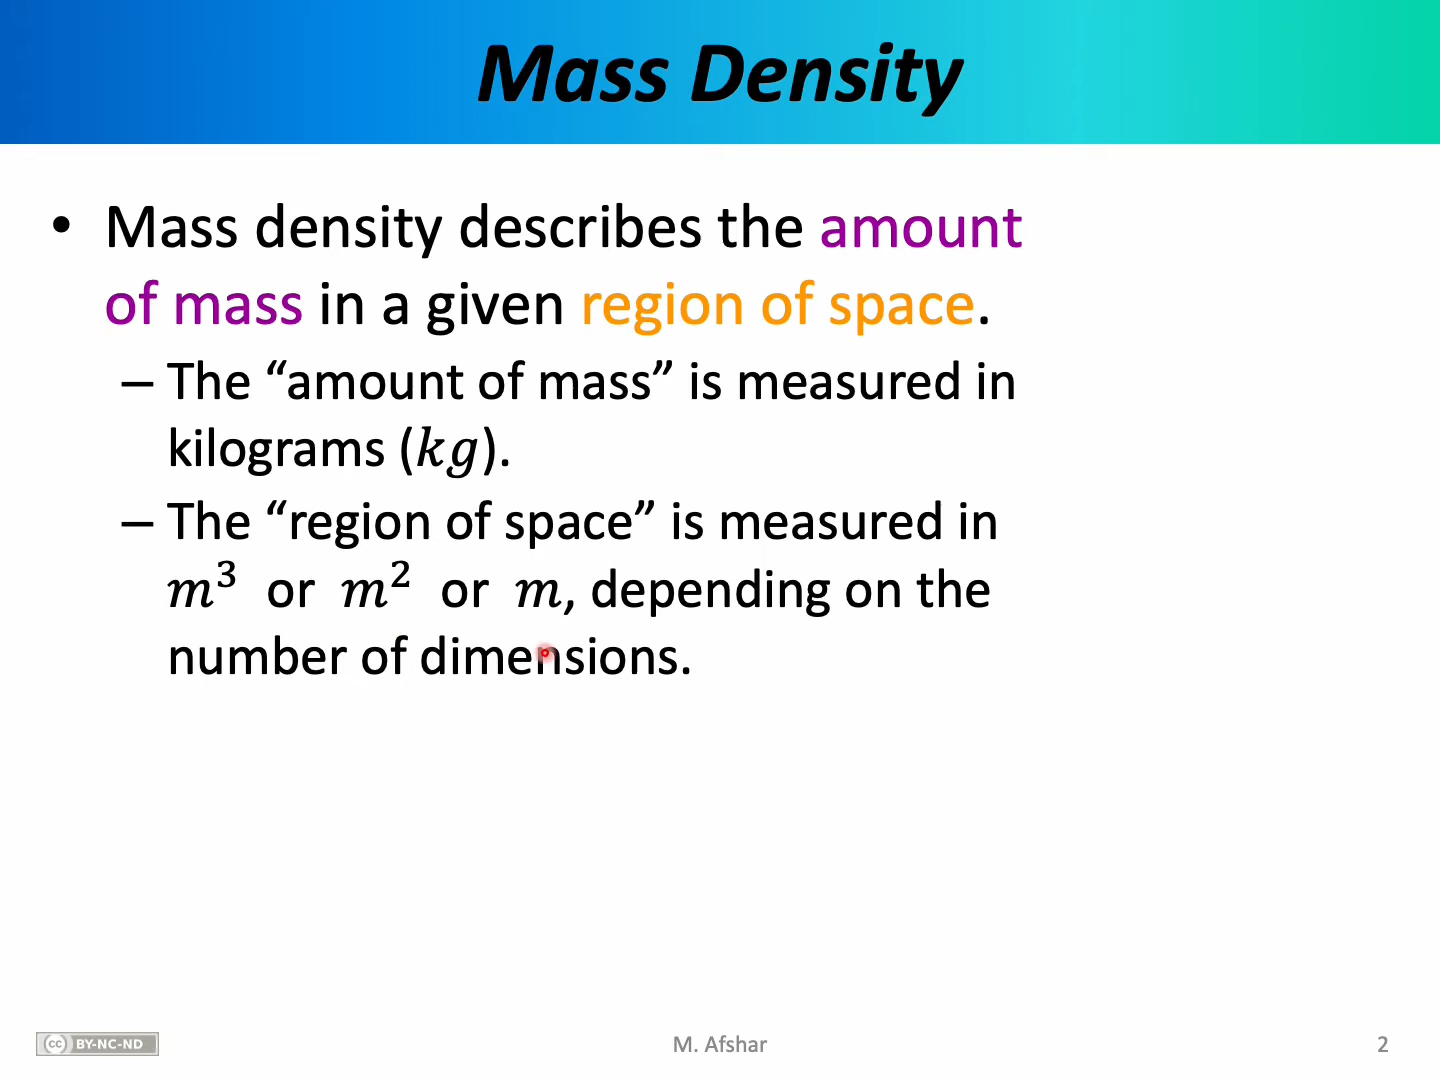 Mass Density
• Mass density describes the amount
of mass in a given region of space.
– The “amount of mass” is measured in
kilograms (kg).
– The “region of space” is measured in
m³ or m² or m, depending on the
number of dimensions.
cc BY-NC-ND
M. Afshar
2